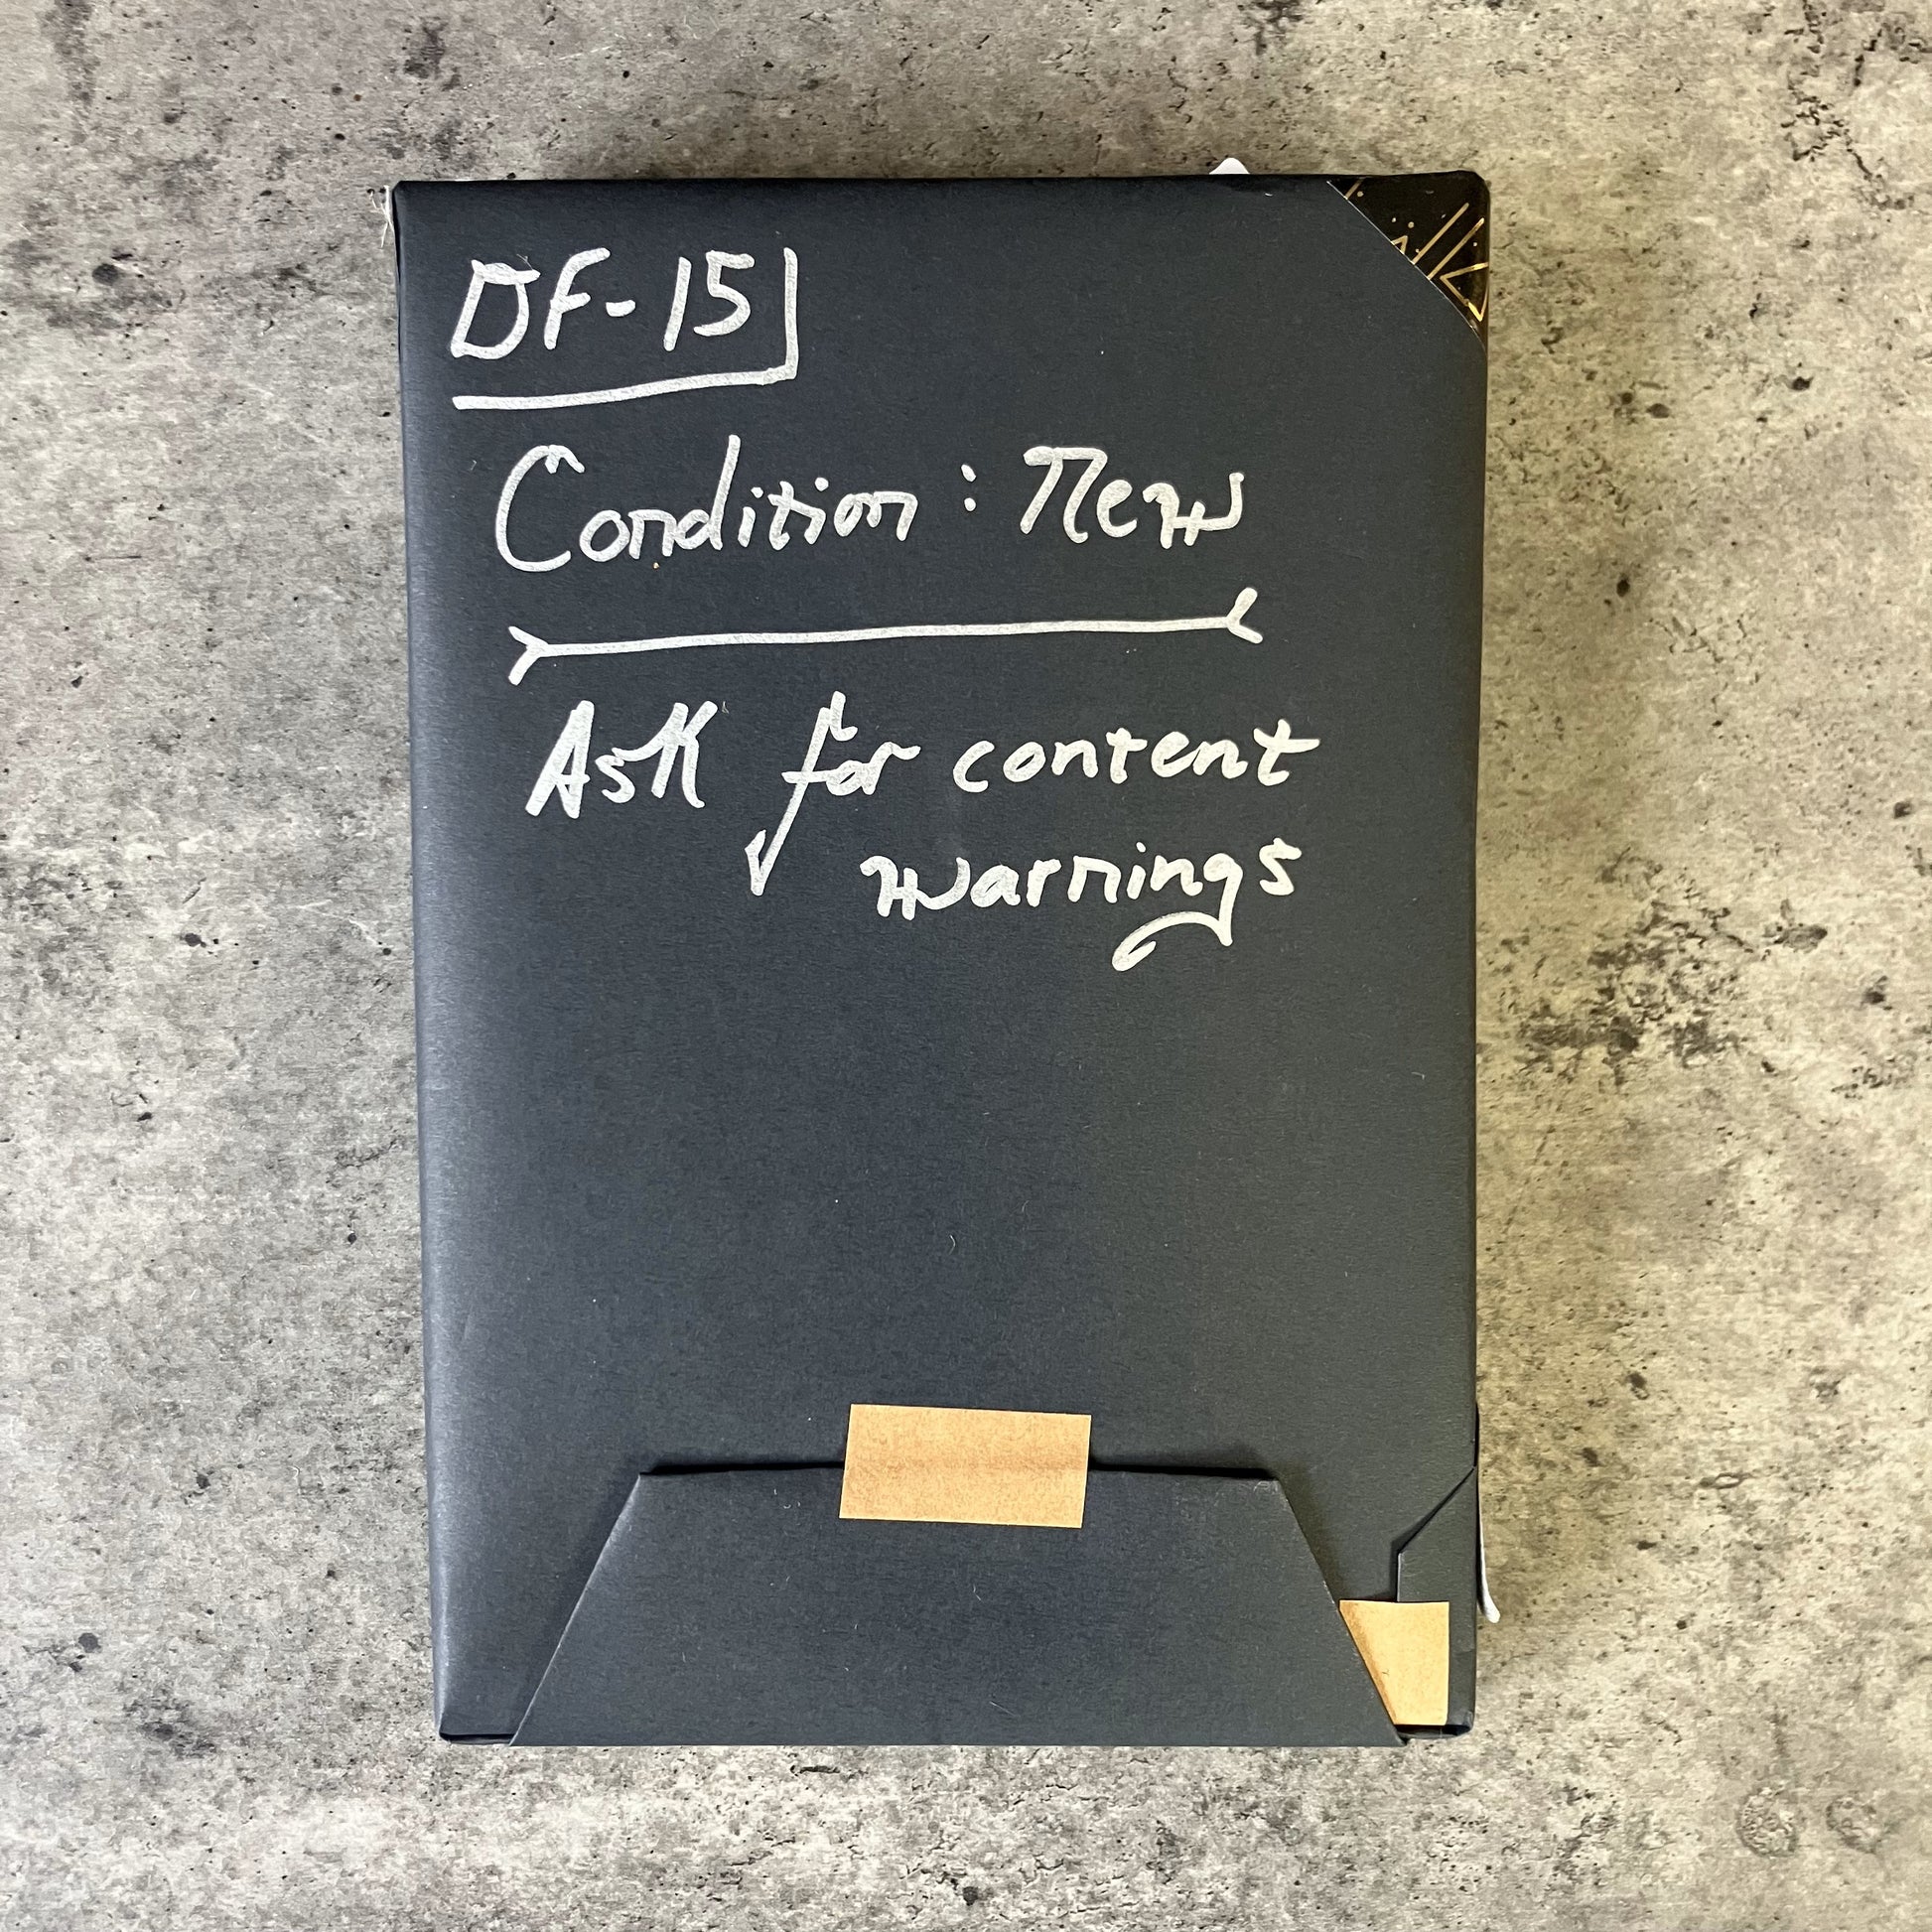 DF-15
Condition: New
Ask for content
warnings